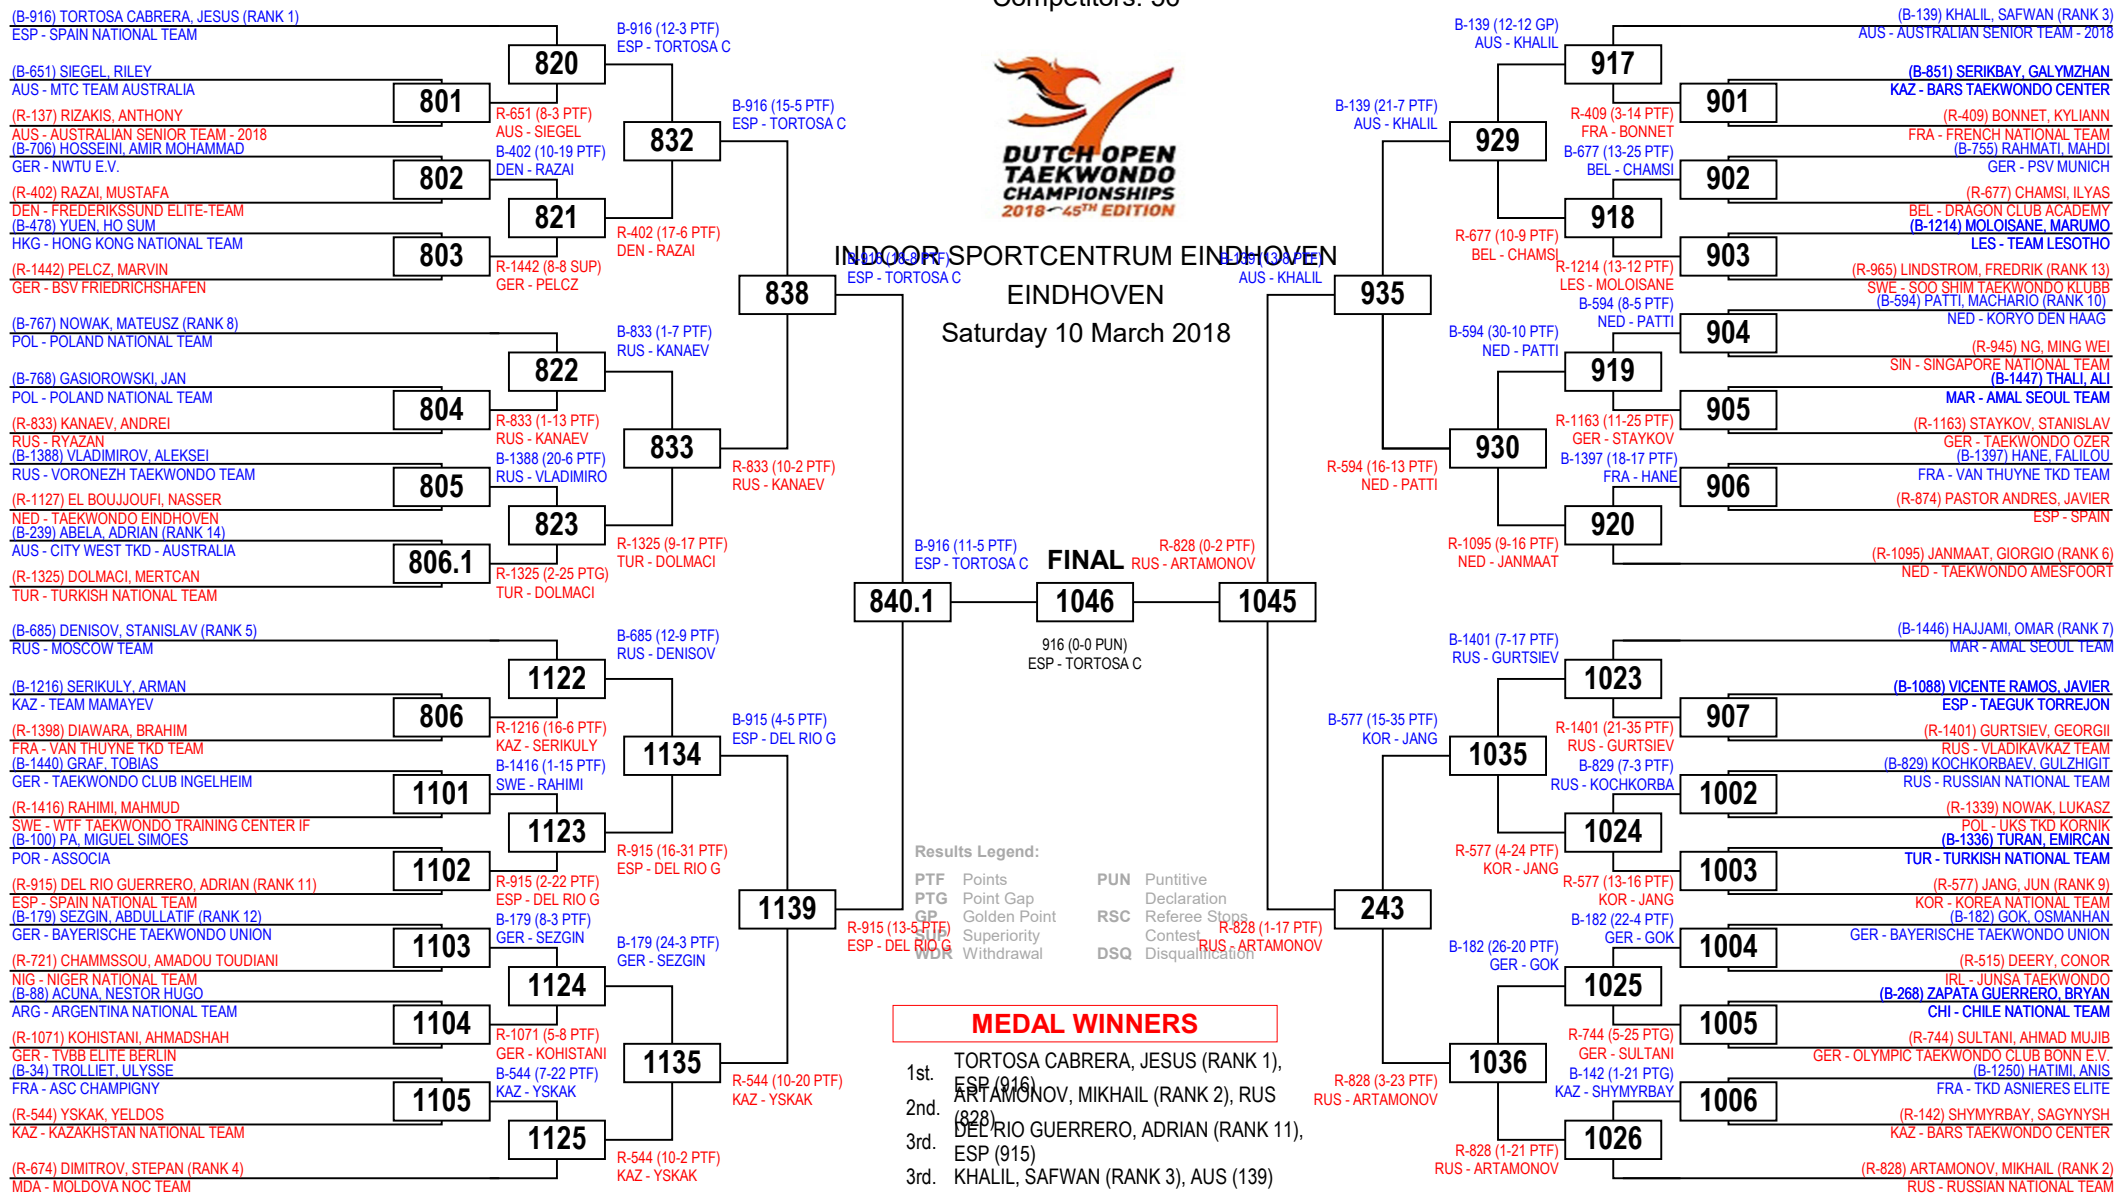 Competitors: 56
DUTCH OPEN
TAEKWONDO
CHAMPIONSHIPS
2018 - 45TH EDITION
INDOOR SPORTCENTRUM EINDHOVEN
EINDHOVEN
Saturday 10 March 2018
(B-916) TORTOSA CABRERA, JESUS (RANK 1)
ESP - SPAIN NATIONAL TEAM
(B-651) SIEGEL, RILEY
AUS - MTC TEAM AUSTRALIA
(R-137) RIZAKIS, ANTHONY
AUS - AUSTRALIAN SENIOR TEAM - 2018
(B-706) HOSSEINI, AMIR MOHAMMAD
GER - NWTU E.V.
(R-402) RAZAI, MUSTAFA
DEN - FREDERIKSSUND ELITE-TEAM
(B-478) YUEN, HO SUM
HKG - HONG KONG NATIONAL TEAM
(R-1442) PELCZ, MARVIN
GER - BSV FRIEDRICHSHAFEN
(B-767) NOWAK, MATEUSZ (RANK 8)
POL - POLAND NATIONAL TEAM
(B-768) GASIOROWSKI, JAN
POL - POLAND NATIONAL TEAM
(R-833) KANAEV, ANDREI
RUS - RYAZAN
(B-1388) VLADIMIROV, ALEKSEI
RUS - VORONEZH TAEKWONDO TEAM
(R-1127) EL BOUJJOUFI, NASSER
NED - TAEKWONDO EINDHOVEN
(B-239) ABELA, ADRIAN (RANK 14)
AUS - CITY WEST TKD - AUSTRALIA
(R-1325) DOLMACI, MERTCAN
TUR - TURKISH NATIONAL TEAM
(B-685) DENISOV, STANISLAV (RANK 5)
RUS - MOSCOW TEAM
(B-1216) SERIKULY, ARMAN
KAZ - TEAM MAMAYEV
(R-1398) DIAWARA, BRAHIM
FRA - VAN THUYNE TKD TEAM
(B-1440) GRAF, TOBIAS
GER - TAEKWONDO CLUB INGELHEIM
(R-1416) RAHIMI, MAHMUD
SWE - WTF TAEKWONDO TRAINING CENTER IF
(B-100) PA, MIGUEL SIMOES
POR - ASSOCIA
(R-915) DEL RIO GUERRERO, ADRIAN (RANK 11)
ESP - SPAIN NATIONAL TEAM
(B-179) SEZGIN, ABDULLATIF (RANK 12)
GER - BAYERISCHE TAEKWONDO UNION
(R-721) CHAMMSSOU, AMADOU TOUDIANI
NIG - NIGER NATIONAL TEAM
(B-88) ACUNA, NESTOR HUGO
ARG - ARGENTINA NATIONAL TEAM
(R-1071) KOHISTANI, AHMADSHAH
GER - TVBB ELITE BERLIN
(B-34) TROLLIET, ULYSSE
FRA - ASC CHAMPIGNY
(R-544) YSKAK, YELDOS
KAZ - KAZAKHSTAN NATIONAL TEAM
(R-674) DIMITROV, STEPAN (RANK 4)
MDA - MOLDOVA NOC TEAM
801
802
803
804
805
806.1
806
1101
1102
1103
1104
1105
R-651 (8-3 PTF)
AUS - SIEGEL
B-402 (10-19 PTF)
DEN - RAZAI
R-1442 (8-8 SUP)
GER - PELCZ
R-833 (1-13 PTF)
RUS - KANAEV
B-1388 (20-6 PTF)
RUS - VLADIMIRO
R-1325 (2-25 PTG)
TUR - DOLMACI
R-1216 (16-6 PTF)
KAZ - SERIKULY
B-1416 (1-15 PTF)
SWE - RAHIMI
R-915 (2-22 PTF)
ESP - DEL RIO G
B-179 (8-3 PTF)
GER - SEZGIN
R-1071 (5-8 PTF)
GER - KOHISTANI
B-544 (7-22 PTF)
KAZ - YSKAK
820
821
822
823
1122
1123
1124
1125
B-916 (12-3 PTF)
ESP - TORTOSA C
R-402 (17-6 PTF)
DEN - RAZAI
B-833 (1-7 PTF)
RUS - KANAEV
R-1325 (9-17 PTF)
TUR - DOLMACI
B-685 (12-9 PTF)
RUS - DENISOV
R-915 (16-31 PTF)
ESP - DEL RIO G
B-179 (24-3 PTF)
GER - SEZGIN
R-544 (10-2 PTF)
KAZ - YSKAK
832
833
1134
1135
B-916 (15-5 PTF)
ESP - TORTOSA C
R-833 (10-2 PTF)
RUS - KANAEV
B-915 (4-5 PTF)
ESP - DEL RIO G
R-544 (10-20 PTF)
KAZ - YSKAK
838
1139
B-916 (18-8 PTF)
ESP - TORTOSA C
R-915 (13-5 PTF)
ESP - DEL RIO G
840.1
B-916 (11-5 PTF)
ESP - TORTOSA C
FINAL
1046
916 (0-0 PUN)
ESP - TORTOSA C
R-828 (0-2 PTF)
RUS - ARTAMONOV
1045
B-139 (13-8 PTF)
AUS - KHALIL
R-828 (1-17 PTF)
RUS - ARTAMONOV
935
243
B-139 (21-7 PTF)
AUS - KHALIL
R-594 (16-13 PTF)
NED - PATTI
B-577 (15-35 PTF)
KOR - JANG
R-828 (3-23 PTF)
RUS - ARTAMONOV
929
930
1035
1036
B-139 (12-12 GP)
AUS - KHALIL
R-677 (10-9 PTF)
BEL - CHAMSI
B-594 (30-10 PTF)
NED - PATTI
R-1095 (9-16 PTF)
NED - JANMAAT
B-1401 (7-17 PTF)
RUS - GURTSIEV
R-577 (4-24 PTF)
KOR - JANG
B-182 (26-20 PTF)
GER - GOK
R-828 (1-21 PTF)
RUS - ARTAMONOV
917
918
919
920
1023
1024
1025
1026
R-409 (3-14 PTF)
FRA - BONNET
B-677 (13-25 PTF)
BEL - CHAMSI
R-1214 (13-12 PTF)
LES - MOLOISANE
B-594 (8-5 PTF)
NED - PATTI
R-1163 (11-25 PTF)
GER - STAYKOV
B-1397 (18-17 PTF)
FRA - HANE
R-1401 (21-35 PTF)
RUS - GURTSIEV
B-829 (7-3 PTF)
RUS - KOCHKORBA
R-577 (13-16 PTF)
KOR - JANG
B-182 (22-4 PTF)
GER - GOK
R-744 (5-25 PTG)
GER - SULTANI
B-142 (1-21 PTG)
KAZ - SHYMYRBAY
901
902
903
904
905
906
907
1002
1003
1004
1005
1006
(B-139) KHALIL, SAFWAN (RANK 3)
AUS - AUSTRALIAN SENIOR TEAM - 2018
(B-851) SERIKBAY, GALYMZHAN
KAZ - BARS TAEKWONDO CENTER
(R-409) BONNET, KYLIANN
FRA - FRENCH NATIONAL TEAM
(B-755) RAHMATI, MAHDI
GER - PSV MUNICH
(R-677) CHAMSI, ILYAS
BEL - DRAGON CLUB ACADEMY
(B-1214) MOLOISANE, MARUMO
LES - TEAM LESOTHO
(R-965) LINDSTROM, FREDRIK (RANK 13)
SWE - SOO SHIM TAEKWONDO KLUBB
(B-594) PATTI, MACHARIO (RANK 10)
NED - KORYO DEN HAAG
(R-945) NG, MING WEI
SIN - SINGAPORE NATIONAL TEAM
(B-1447) THALI, ALI
MAR - AMAL SEOUL TEAM
(R-1163) STAYKOV, STANISLAV
GER - TAEKWONDO OZER
(B-1397) HANE, FALILOU
FRA - VAN THUYNE TKD TEAM
(R-874) PASTOR ANDRES, JAVIER
ESP - SPAIN
(R-1095) JANMAAT, GIORGIO (RANK 6)
NED - TAEKWONDO AMESFOORT
(B-1446) HAJJAMI, OMAR (RANK 7)
MAR - AMAL SEOUL TEAM
(B-1088) VICENTE RAMOS, JAVIER
ESP - TAEGUK TORREJON
(R-1401) GURTSIEV, GEORGII
RUS - VLADIKAVKAZ TEAM
(B-829) KOCHKORBAEV, GULZHIGIT
RUS - RUSSIAN NATIONAL TEAM
(R-1339) NOWAK, LUKASZ
POL - UKS TKD KORNIK
(B-1336) TURAN, EMIRCAN
TUR - TURKISH NATIONAL TEAM
(R-577) JANG, JUN (RANK 9)
KOR - KOREA NATIONAL TEAM
(B-182) GOK, OSMANHAN
GER - BAYERISCHE TAEKWONDO UNION
(R-515) DEERY, CONOR
IRL - JUNSA TAEKWONDO
(B-268) ZAPATA GUERRERO, BRYAN
CHI - CHILE NATIONAL TEAM
(R-744) SULTANI, AHMAD MUJIB
GER - OLYMPIC TAEKWONDO CLUB BONN E.V.
(B-1250) HATIMI, ANIS
FRA - TKD ASNIERES ELITE
(R-142) SHYMYRBAY, SAGYNYSH
KAZ - BARS TAEKWONDO CENTER
(R-828) ARTAMONOV, MIKHAIL (RANK 2)
RUS - RUSSIAN NATIONAL TEAM
Results Legend:
PTF Points
PTG Point Gap
GP Golden Point
SUP Superiority
WDR Withdrawal
PUN Puntitive
Declaration
RSC Referee Stops
Contest
DSQ Disqualification
MEDAL WINNERS
1st. TORTOSA CABRERA, JESUS (RANK 1),
ESP (916)
2nd. ARTAMONOV, MIKHAIL (RANK 2), RUS
(828)
3rd. DEL RIO GUERRERO, ADRIAN (RANK 11),
ESP (915)
3rd. KHALIL, SAFWAN (RANK 3), AUS (139)